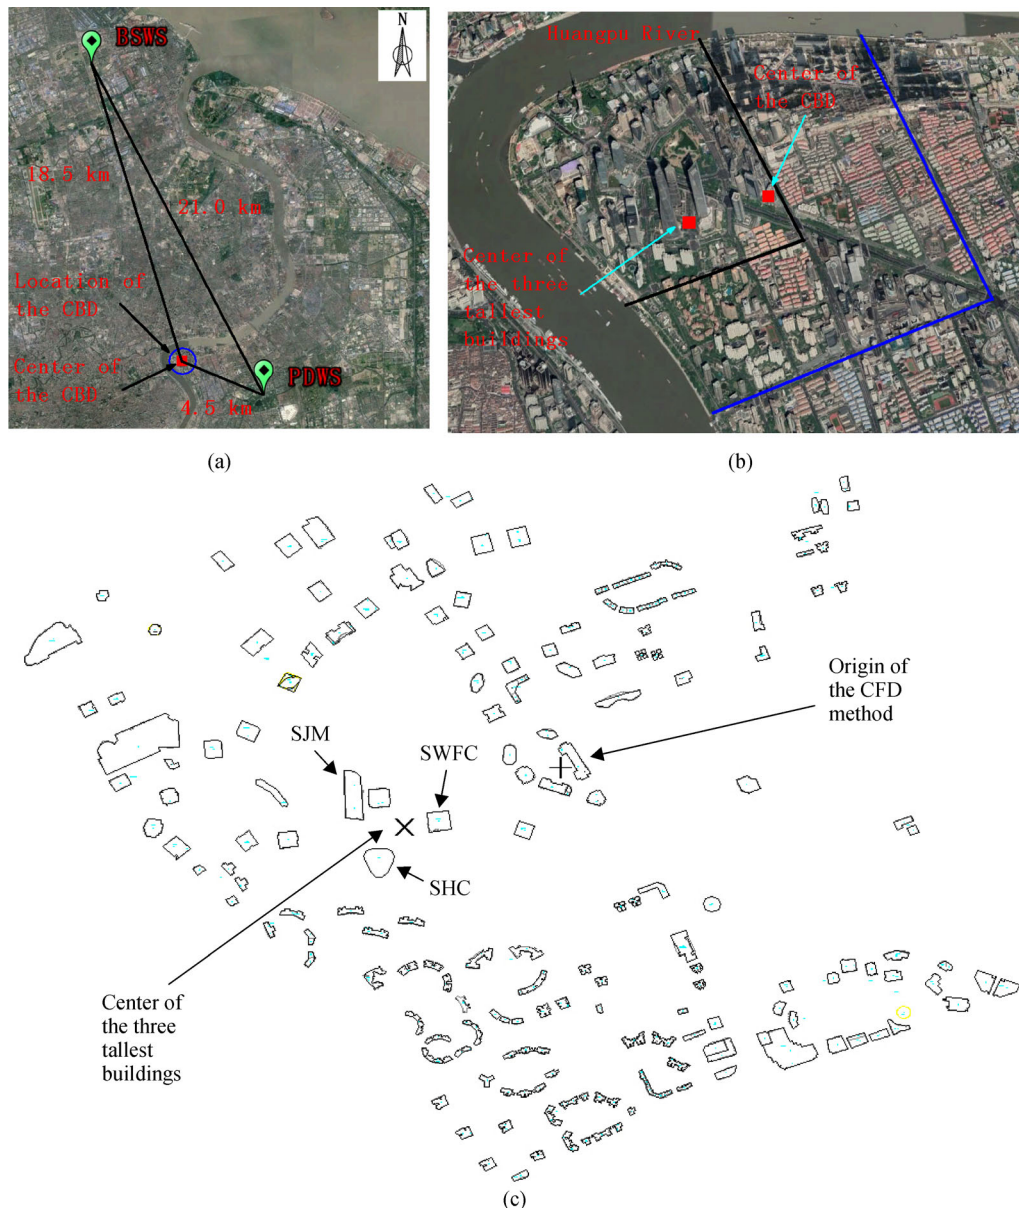 BSWS
N
18.5 km
21.0 km
Location of
the CBD
Center of
the CBD
PDWS
4.5 km
(a)
Huangpu River
Center of
the CBD
Center of
the three
tallest
buildings
(b)
Origin of
the CFD
method
SJM
SWFC
SHC
Center of
the three
tallest
buildings
(c)